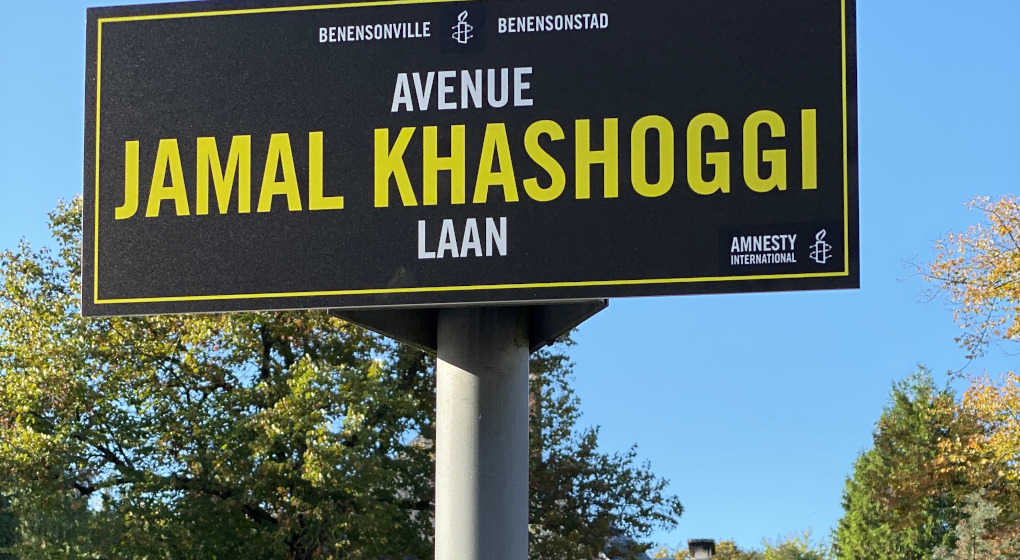 BENENSONVILLE BENENSONSTAD
AVENUE
JAMAL KHASHOGGI
LAAN
AMNESTY
INTERNATIONAL